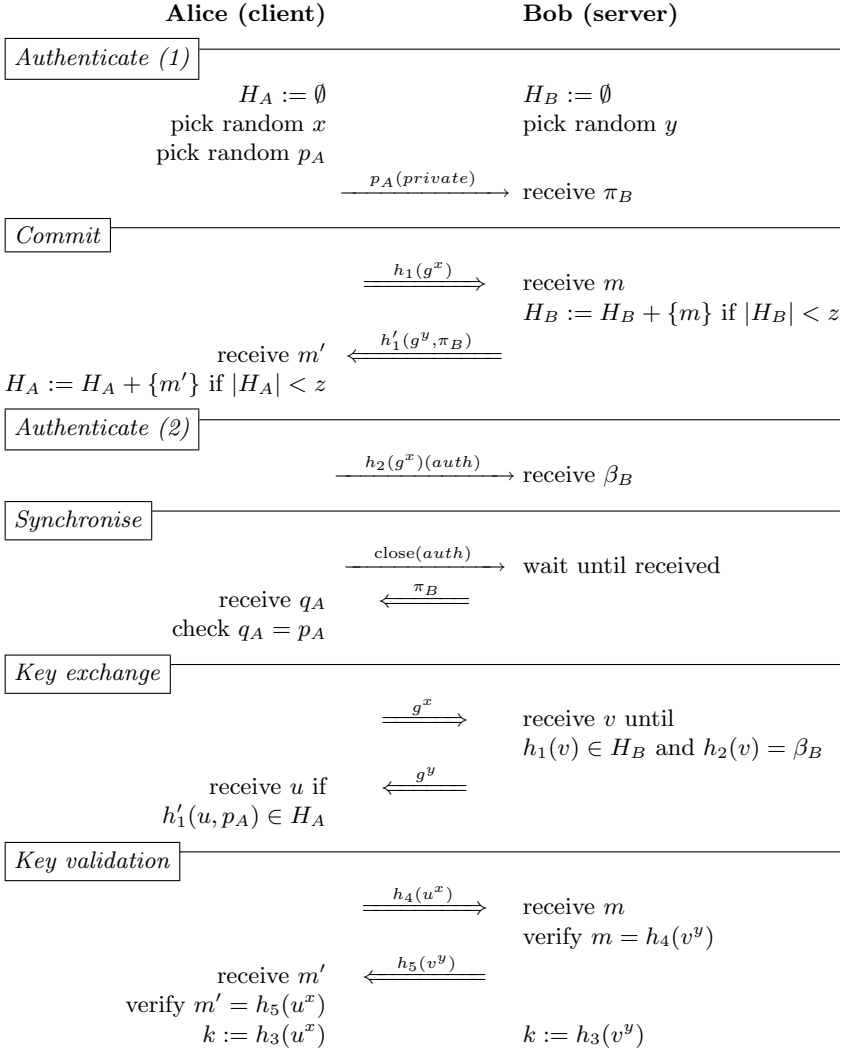 Alice (client) Bob (server)
Authenticate (1)
H_A := ∅ H_B := ∅
pick random x pick random y
pick random p_A
p_A(private)
receive π_B
Commit
h_1(g^x)
receive m
H_B := H_B + {m} if |H_B| < z
h′_1(g^y,π_B)
receive m′
H_A := H_A + {m′} if |H_A| < z
Authenticate (2)
h_2(g^x)(auth)
receive β_B
Synchronise
close(auth)
wait until received
π_B
receive q_A
check q_A = p_A
Key exchange
g^x
receive v until
h_1(v) ∈ H_B and h_2(v) = β_B
g^y
receive u if
h′_1(u, p_A) ∈ H_A
Key validation
h_4(u^x)
receive m
verify m = h_4(v^y)
h_5(v^y)
receive m′
verify m′ = h_5(u^x)
k := h_3(u^x) k := h_3(v^y)